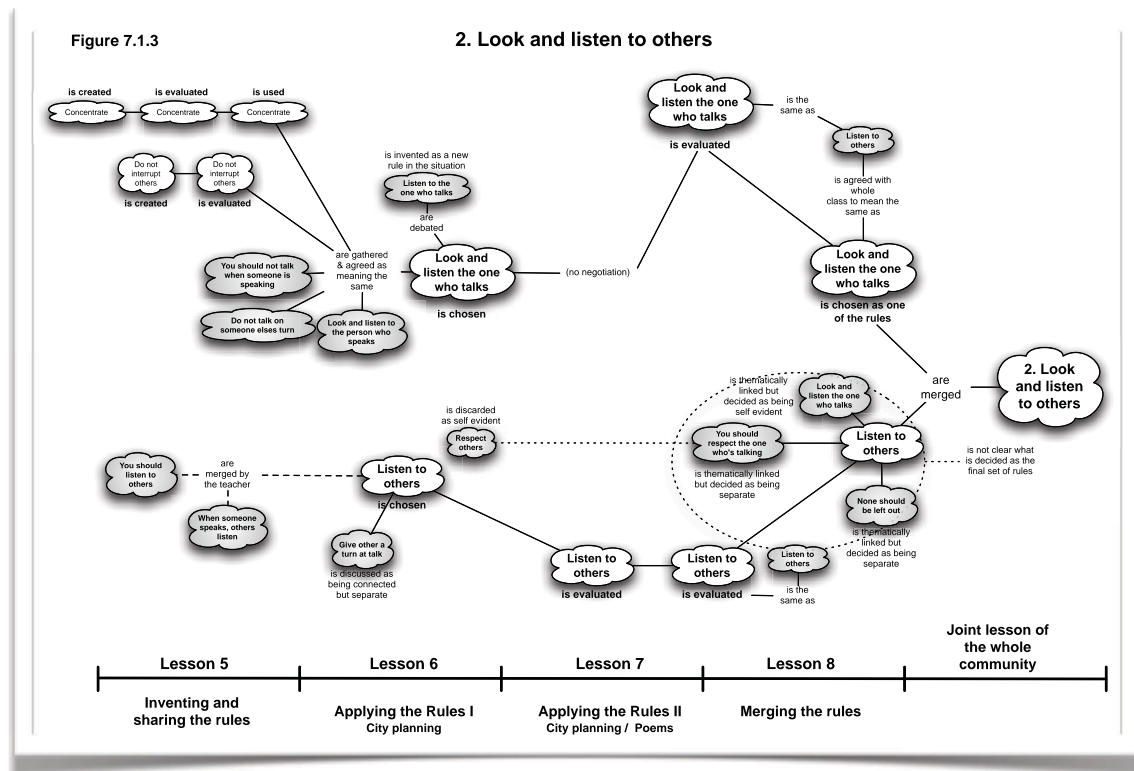 Figure 7.1.3
2. Look and listen to others
is created
is evaluated
is used
Concentrate
Concentrate
Concentrate
Do not
interrupt
others
is created
Do not
interrupt
others
is evaluated
is invented as a new
rule in the situation
Listen to the
one who talks
are
debated
You should not talk
when someone is
speaking
Do not talk on
someone elses turn
Look and listen to
the person who
speaks
are gathered
& agreed as
meaning the
same
Look and
listen the one
who talks
is chosen
(no negotiation)
Look and
listen the one
who talks
is evaluated
is the
same as
Listen to
others
is agreed with
whole
class to mean the
same as
Look and
listen the one
who talks
is chosen as one
of the rules
are
merged
2. Look
and listen
to others
You should
listen to
others
are
merged by
the teacher
When someone
speaks, others
listen
is discarded
as self evident
Respect
others
Listen to
others
is chosen
Give other a
turn at talk
is discussed as
being connected
but separate
Listen to
others
is evaluated
Listen to
others
is evaluated
is the
same as
Listen to
others
is thematically
linked but
decided as being
self evident
Look and
listen the one
who talks
You should
respect the one
who's talking
is thematically linked
but decided as being
separate
Listen to
others
None should
be left out
is thematically
linked but
decided as being
separate
is not clear what
is decided as the
final set of rules
Lesson 5
Lesson 6
Lesson 7
Lesson 8
Joint lesson of
the whole
community
Inventing and
sharing the rules
Applying the Rules I
City planning
Applying the Rules II
City planning / Poems
Merging the rules